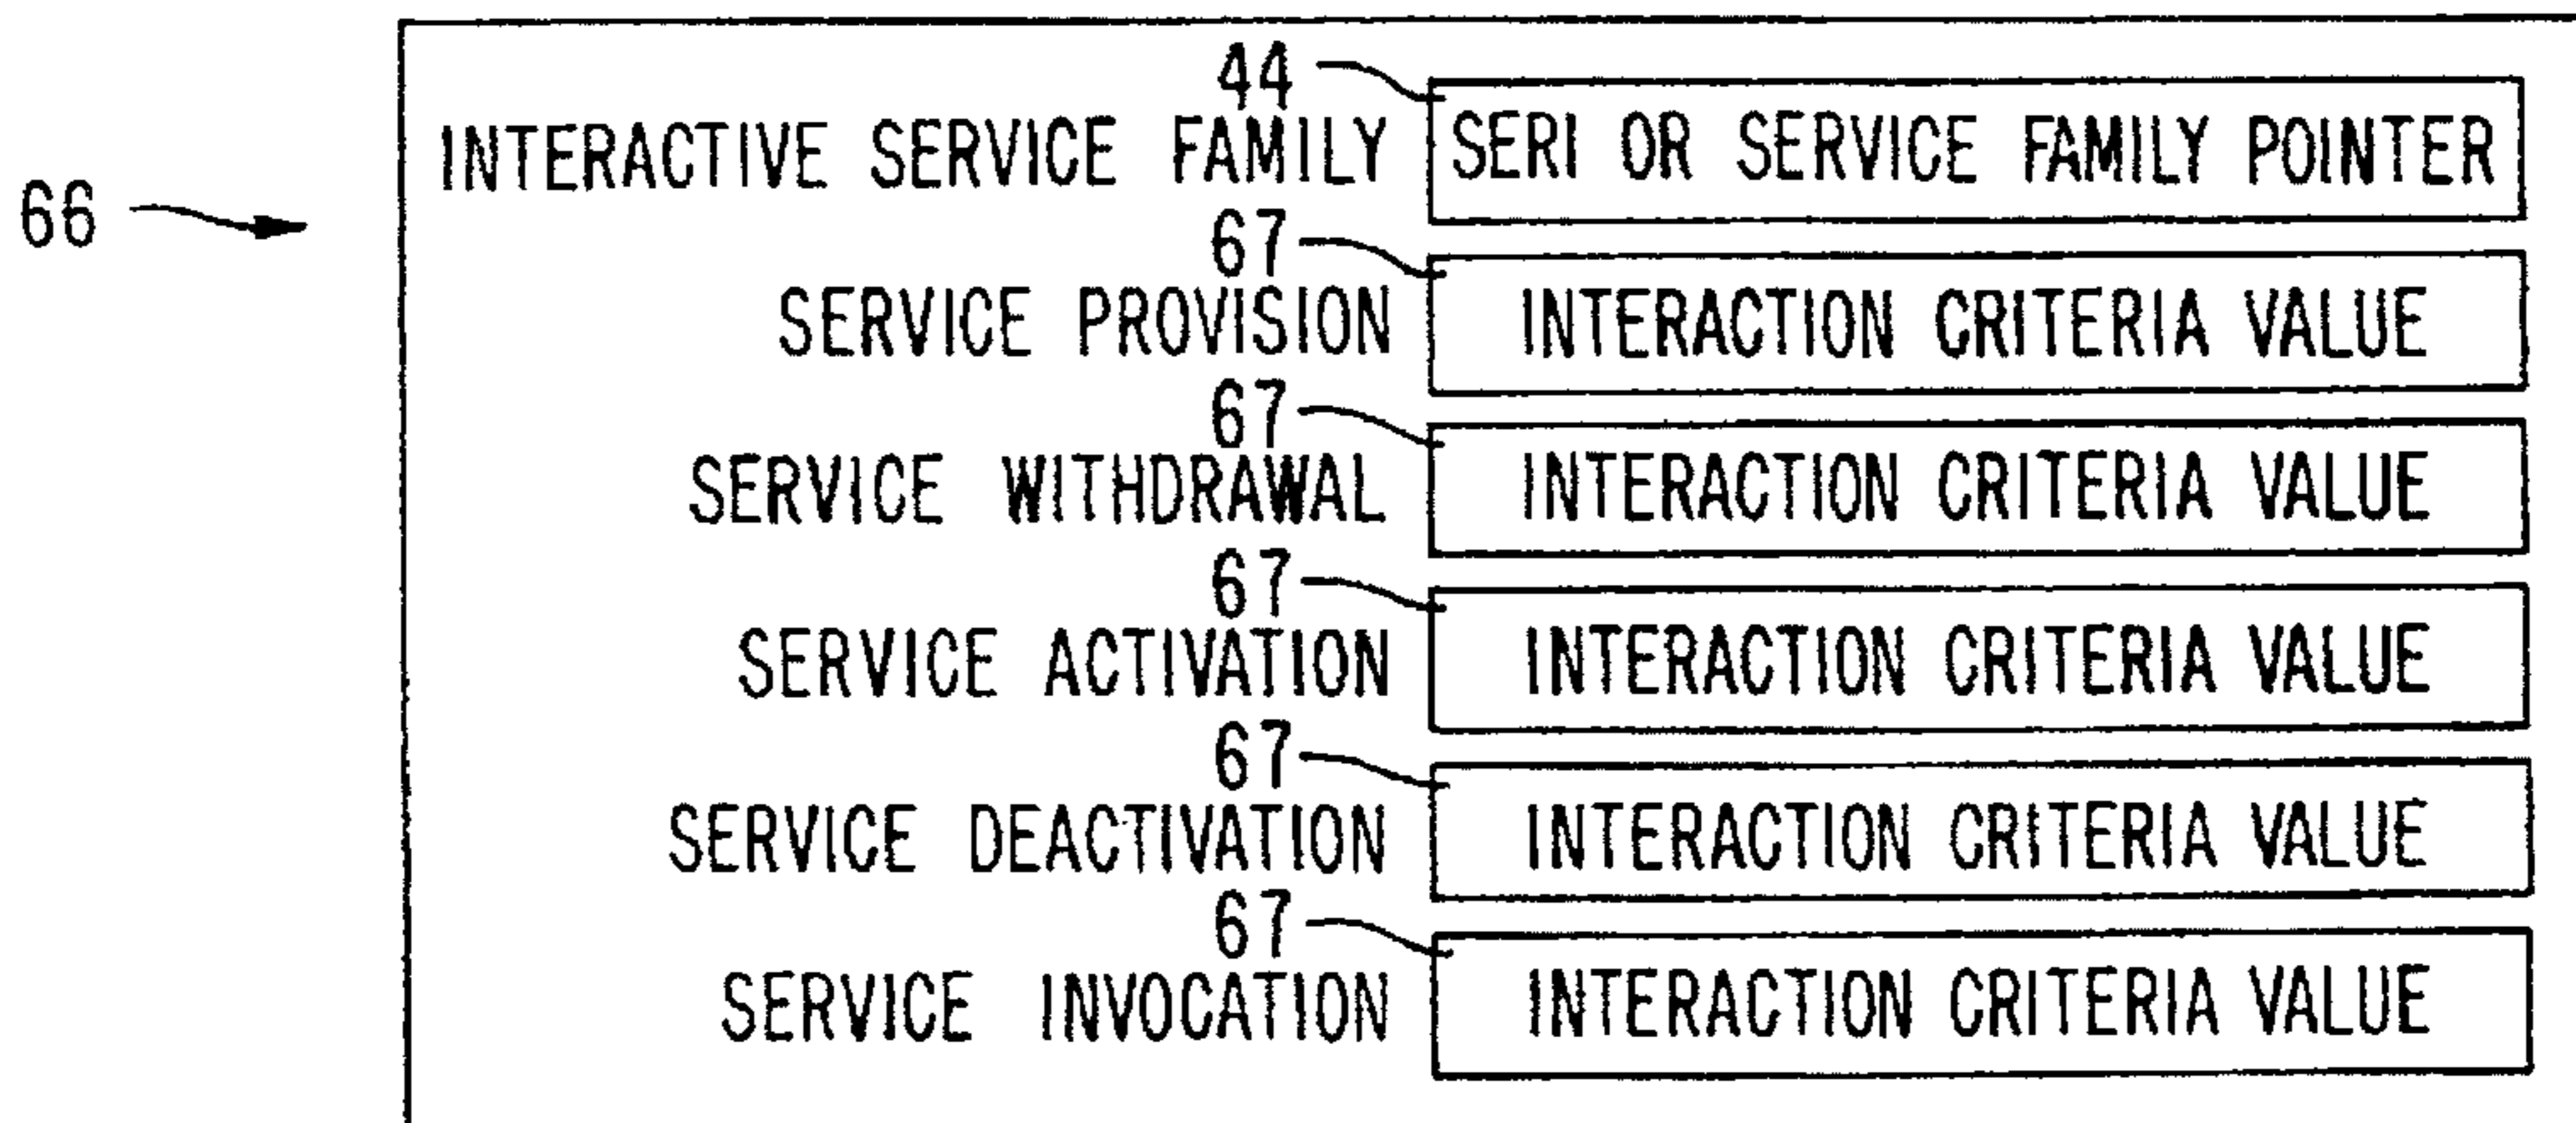 44
INTERACTIVE SERVICE FAMILY SERI OR SERVICE FAMILY POINTER
66
67
SERVICE PROVISION INTERACTION CRITERIA VALUE
67
SERVICE WITHDRAWAL INTERACTION CRITERIA VALUE
67
SERVICE ACTIVATION INTERACTION CRITERIA VALUE
67
SERVICE DEACTIVATION INTERACTION CRITERIA VALUE
67
SERVICE INVOCATION INTERACTION CRITERIA VALUE